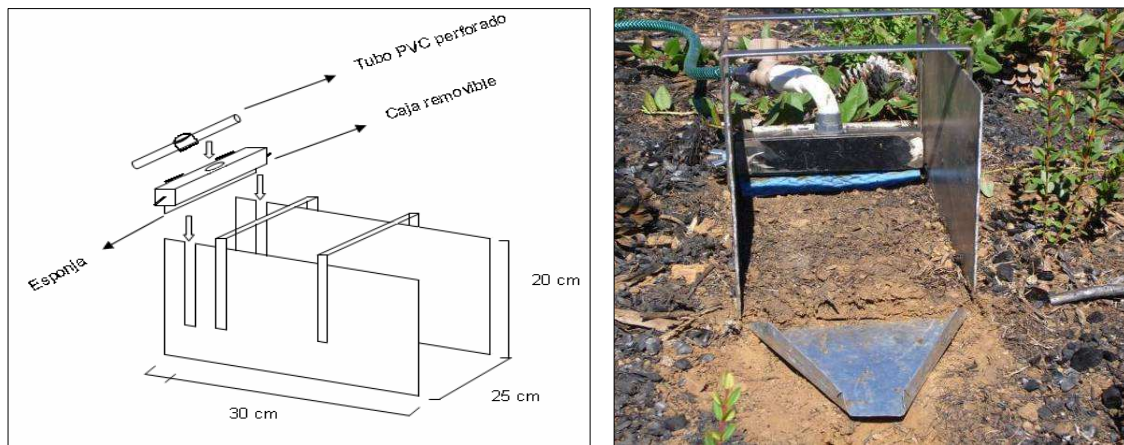 Tubo PVC perforado
Caja removible
Esponja
20 cm
25 cm
30 cm